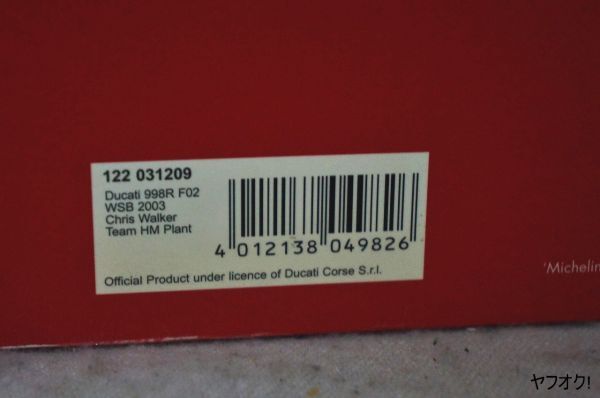 122 031209
Ducati 998R F02
WSB 2003
Chris Walker
Team HM Plant
4 012138 049826
Official Product under licence of Ducati Corse S.r.l.
'Michelin
ヤフオク!